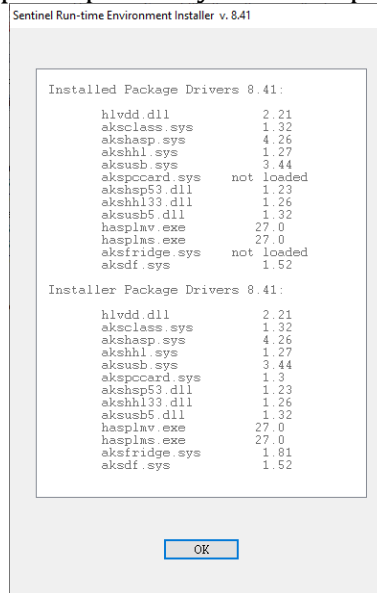 Sentinel Run-time Environment Installer v. 8.41
Installed Package Drivers 8.41:
hlvdd.dll 2.21
aksclass.sys 1.32
akshasp.sys 4.26
akshhl.sys 1.27
aksusb.sys 3.44
akspccard.sys not loaded
akshsp53.dll 1.23
akshhl33.dll 1.26
aksusb5.dll 1.32
hasplmv.exe 27.0
hasplms.exe 27.0
aksfridge.sys not loaded
aksdf.sys 1.52
Installer Package Drivers 8.41:
hlvdd.dll 2.21
aksclass.sys 1.32
akshasp.sys 4.26
akshhl.sys 1.27
aksusb.sys 3.44
akspccard.sys 1.3
akshsp53.dll 1.23
akshhl33.dll 1.26
aksusb5.dll 1.32
hasplmv.exe 27.0
hasplms.exe 27.0
aksfridge.sys 1.81
aksdf.sys 1.52
OK